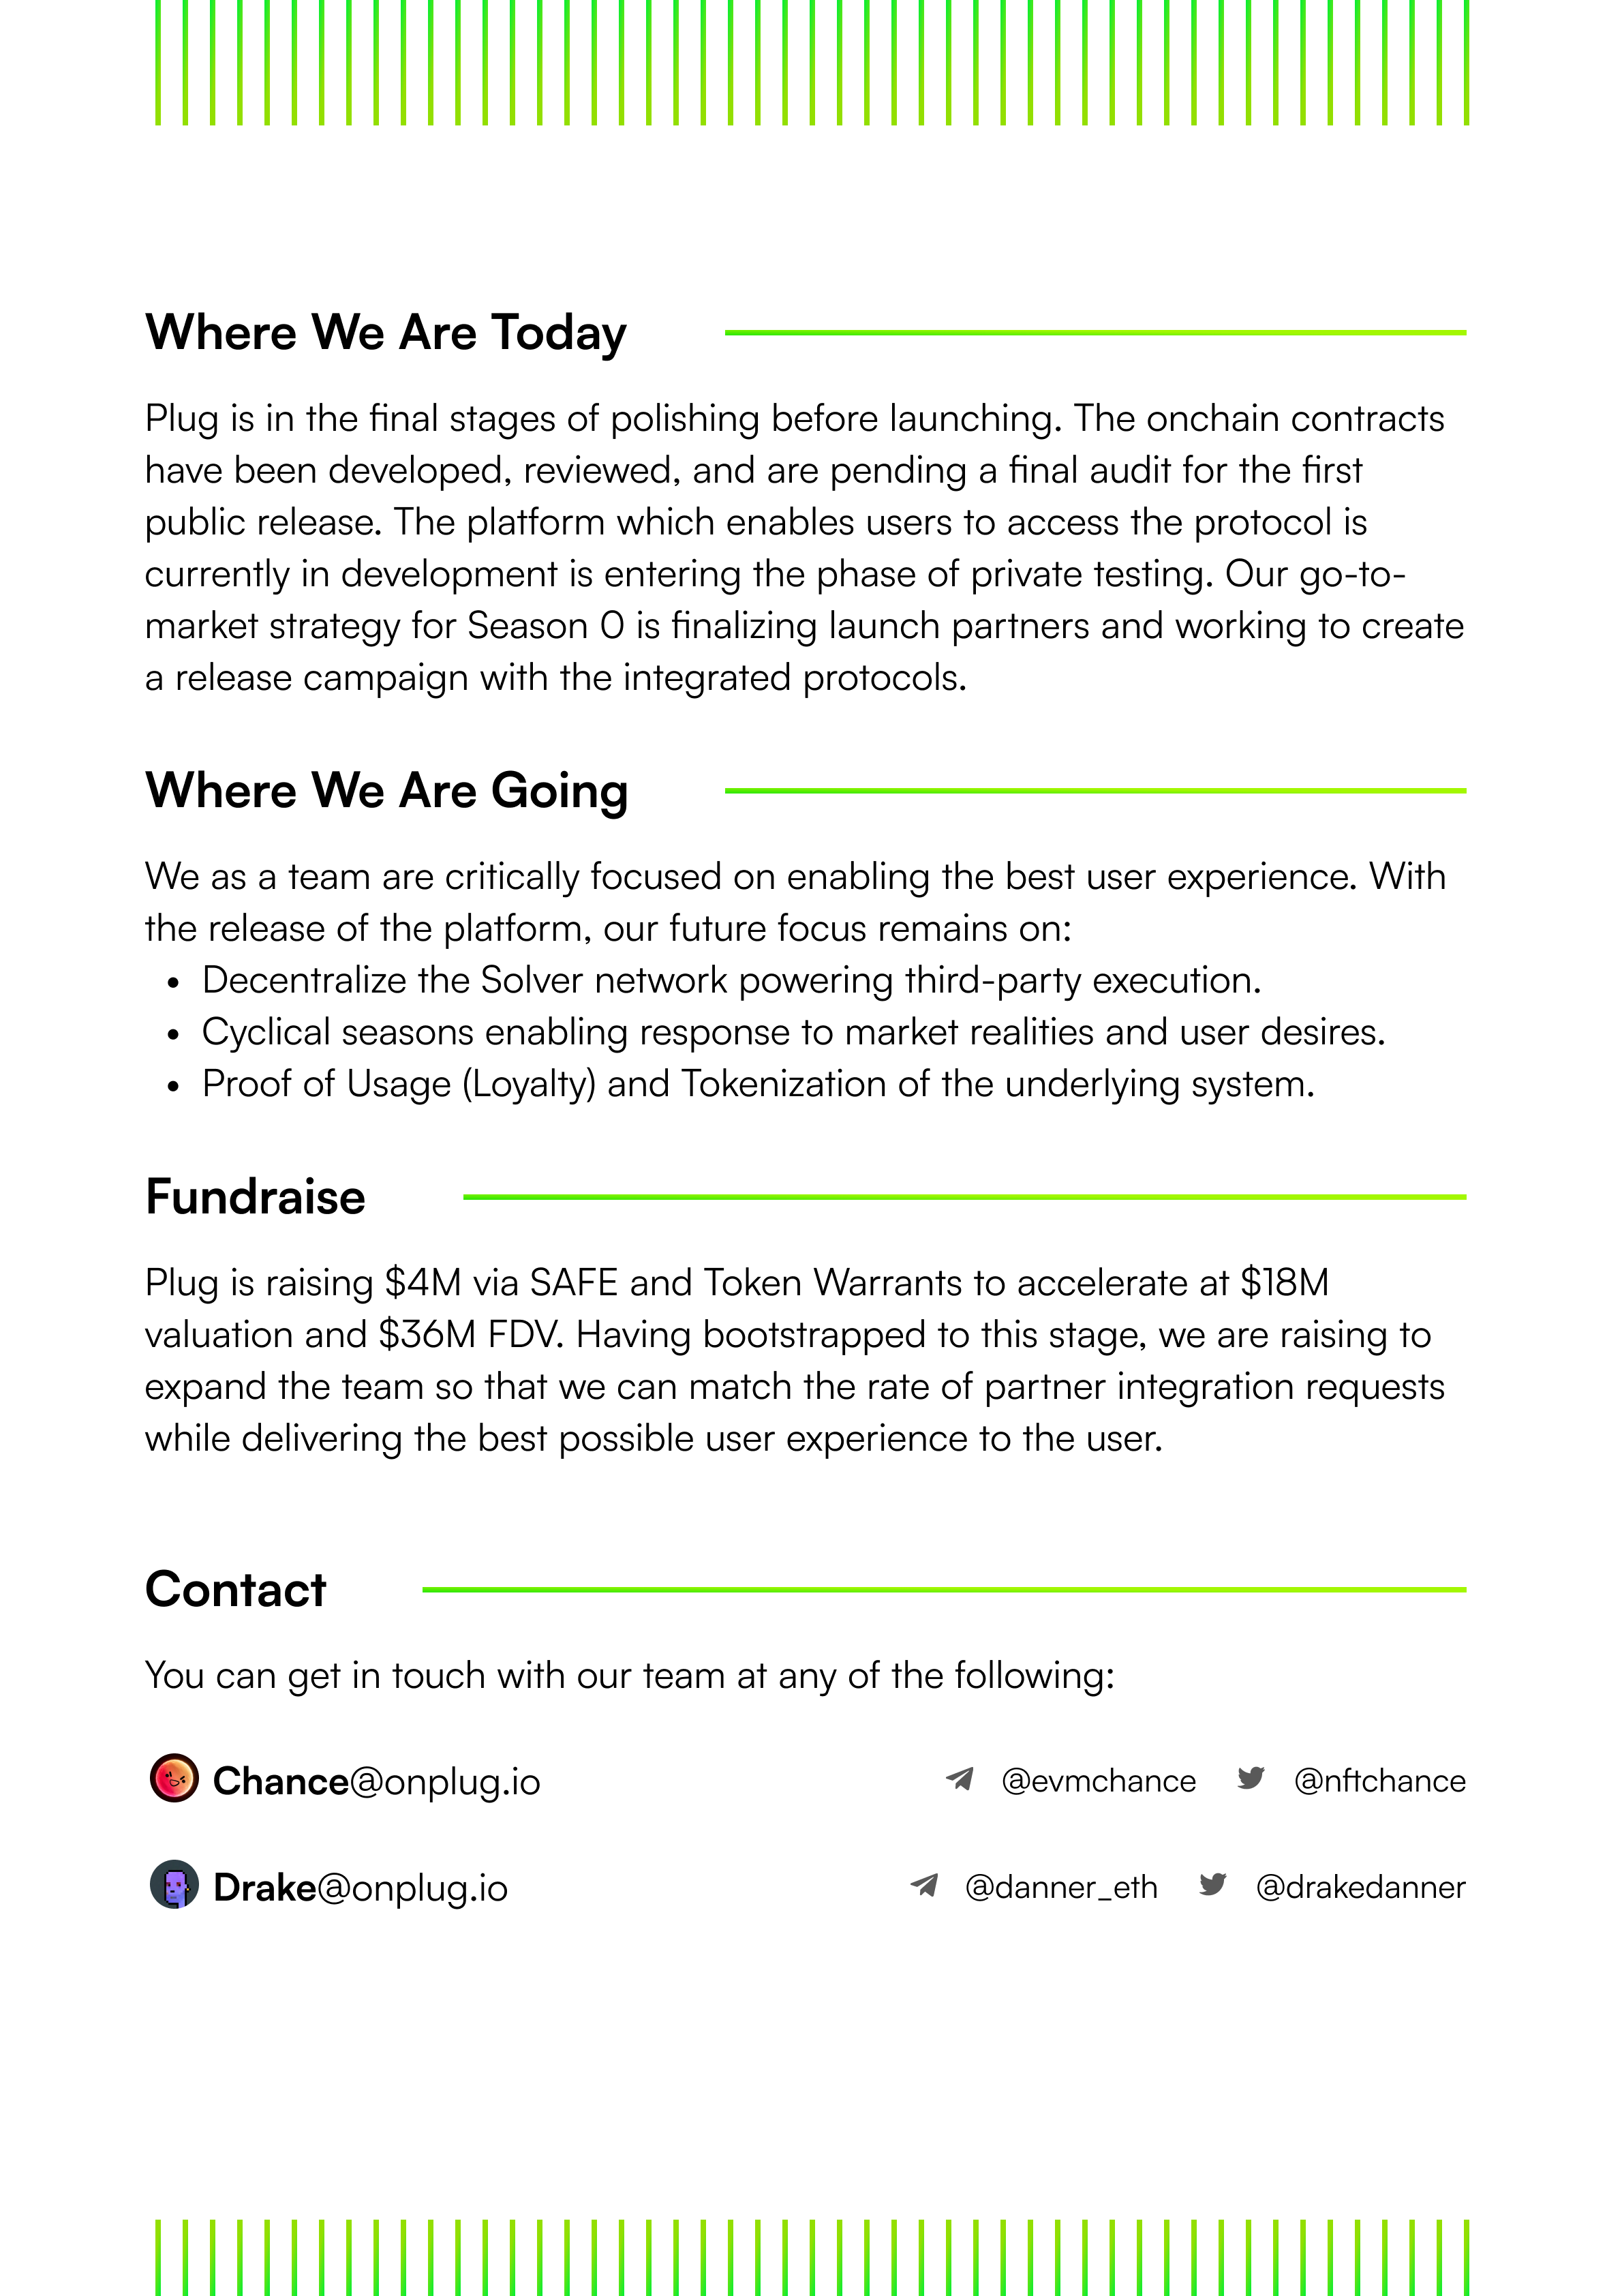 Where We Are Today
Plug is in the final stages of polishing before launching. The onchain contracts
have been developed, reviewed, and are pending a final audit for the first
public release. The platform which enables users to access the protocol is
currently in development is entering the phase of private testing. Our go-to-
market strategy for Season 0 is finalizing launch partners and working to create
a release campaign with the integrated protocols.
Where We Are Going
We as a team are critically focused on enabling the best user experience. With
the release of the platform, our future focus remains on:
• Decentralize the Solver network powering third-party execution.
• Cyclical seasons enabling response to market realities and user desires.
• Proof of Usage (Loyalty) and Tokenization of the underlying system.
Fundraise
Plug is raising $4M via SAFE and Token Warrants to accelerate at $18M
valuation and $36M FDV. Having bootstrapped to this stage, we are raising to
expand the team so that we can match the rate of partner integration requests
while delivering the best possible user experience to the user.
Contact
You can get in touch with our team at any of the following:
Chance@onplug.io @evmchance @nftchance
Drake@onplug.io @danner_eth @drakedanner